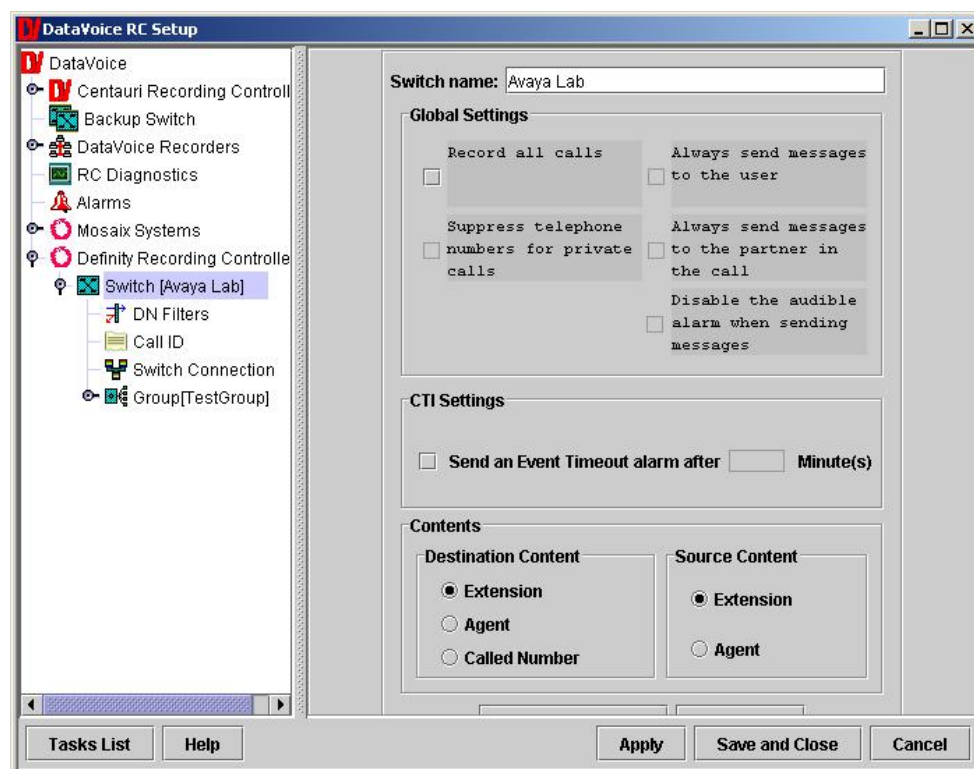 DataVoice RC Setup
DataVoice
Centauri Recording Controll
Backup Switch
DataVoice Recorders
RC Diagnostics
Alarms
Mosaix Systems
Definity Recording Controlle
Switch [Avaya Lab]
DN Filters
Call ID
Switch Connection
Group[TestGroup]
Switch name: Avaya Lab
Global Settings
Record all calls
Always send messages
to the user
Suppress telephone
numbers for private
calls
Always send messages
to the partner in
the call
Disable the audible
alarm when sending
messages
CTI Settings
Send an Event Timeout alarm after Minute(s)
Contents
Destination Content
Extension
Agent
Called Number
Source Content
Extension
Agent
Tasks List
Help
Apply
Save and Close
Cancel